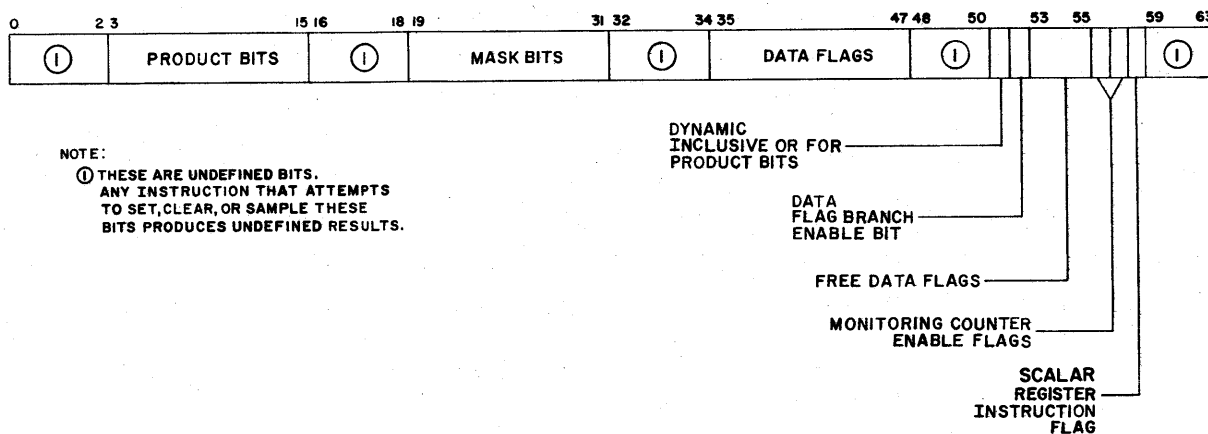 0 2 3 15 16 18 19 31 32 34 35 47 48 50 53 55 59 63
① PRODUCT BITS ① MASK BITS ① DATA FLAGS ① ①
DYNAMIC
INCLUSIVE OR FOR
PRODUCT BITS
NOTE:
① THESE ARE UNDEFINED BITS.
ANY INSTRUCTION THAT ATTEMPTS
TO SET, CLEAR, OR SAMPLE THESE
BITS PRODUCES UNDEFINED RESULTS.
DATA
FLAG BRANCH
ENABLE BIT
FREE DATA FLAGS
MONITORING COUNTER
ENABLE FLAGS
SCALAR
REGISTER
INSTRUCTION
FLAG